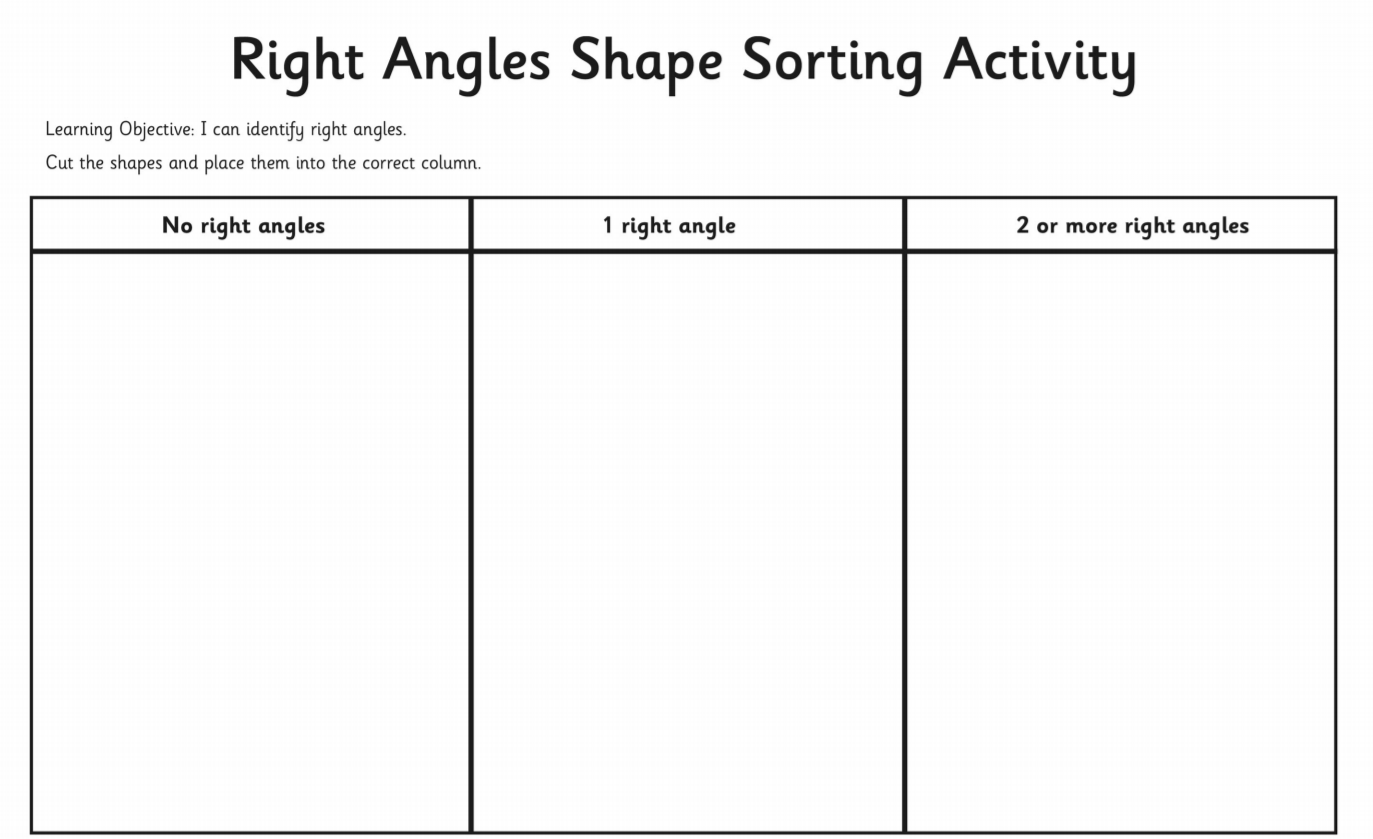 Right Angles Shape Sorting Activity
Learning Objective: I can identify right angles.
Cut the shapes and place them into the correct column.
No right angles
1 right angle
2 or more right angles